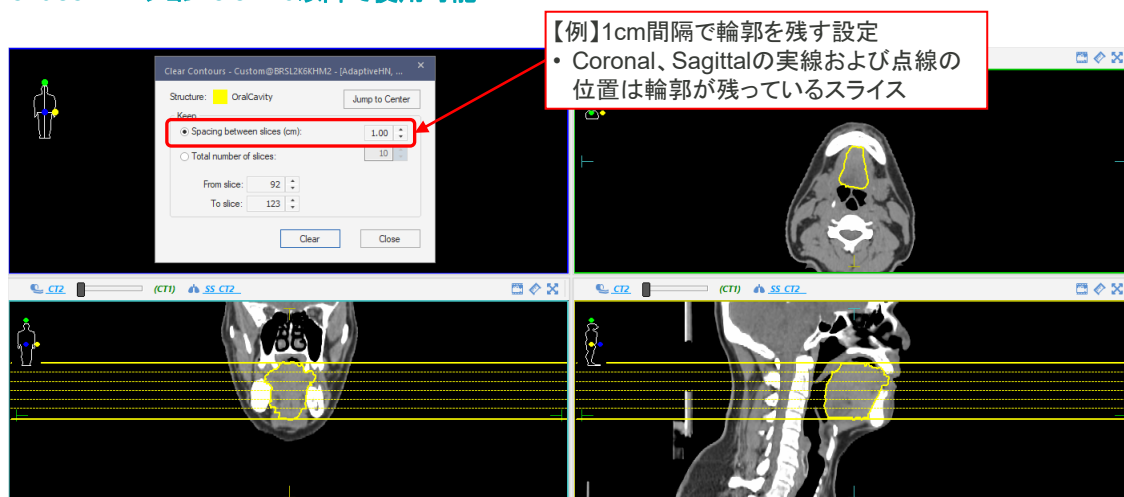 【例】1cm間隔で輪郭を残す設定
• Coronal、Sagittalの実線および点線の
位置は輪郭が残っているスライス
Clear Contours - Custom@BRSL2K6KHM2 - [AdaptiveHN, ...
Structure: OralCavity Jump to Center
Keep
Spacing between slices (cm): 1.00
Total number of slices: 10
From slice: 92
To slice: 123
Clear Close
CT2 (CT1) SS_CT2
CT2 (CT1) SS_CT2